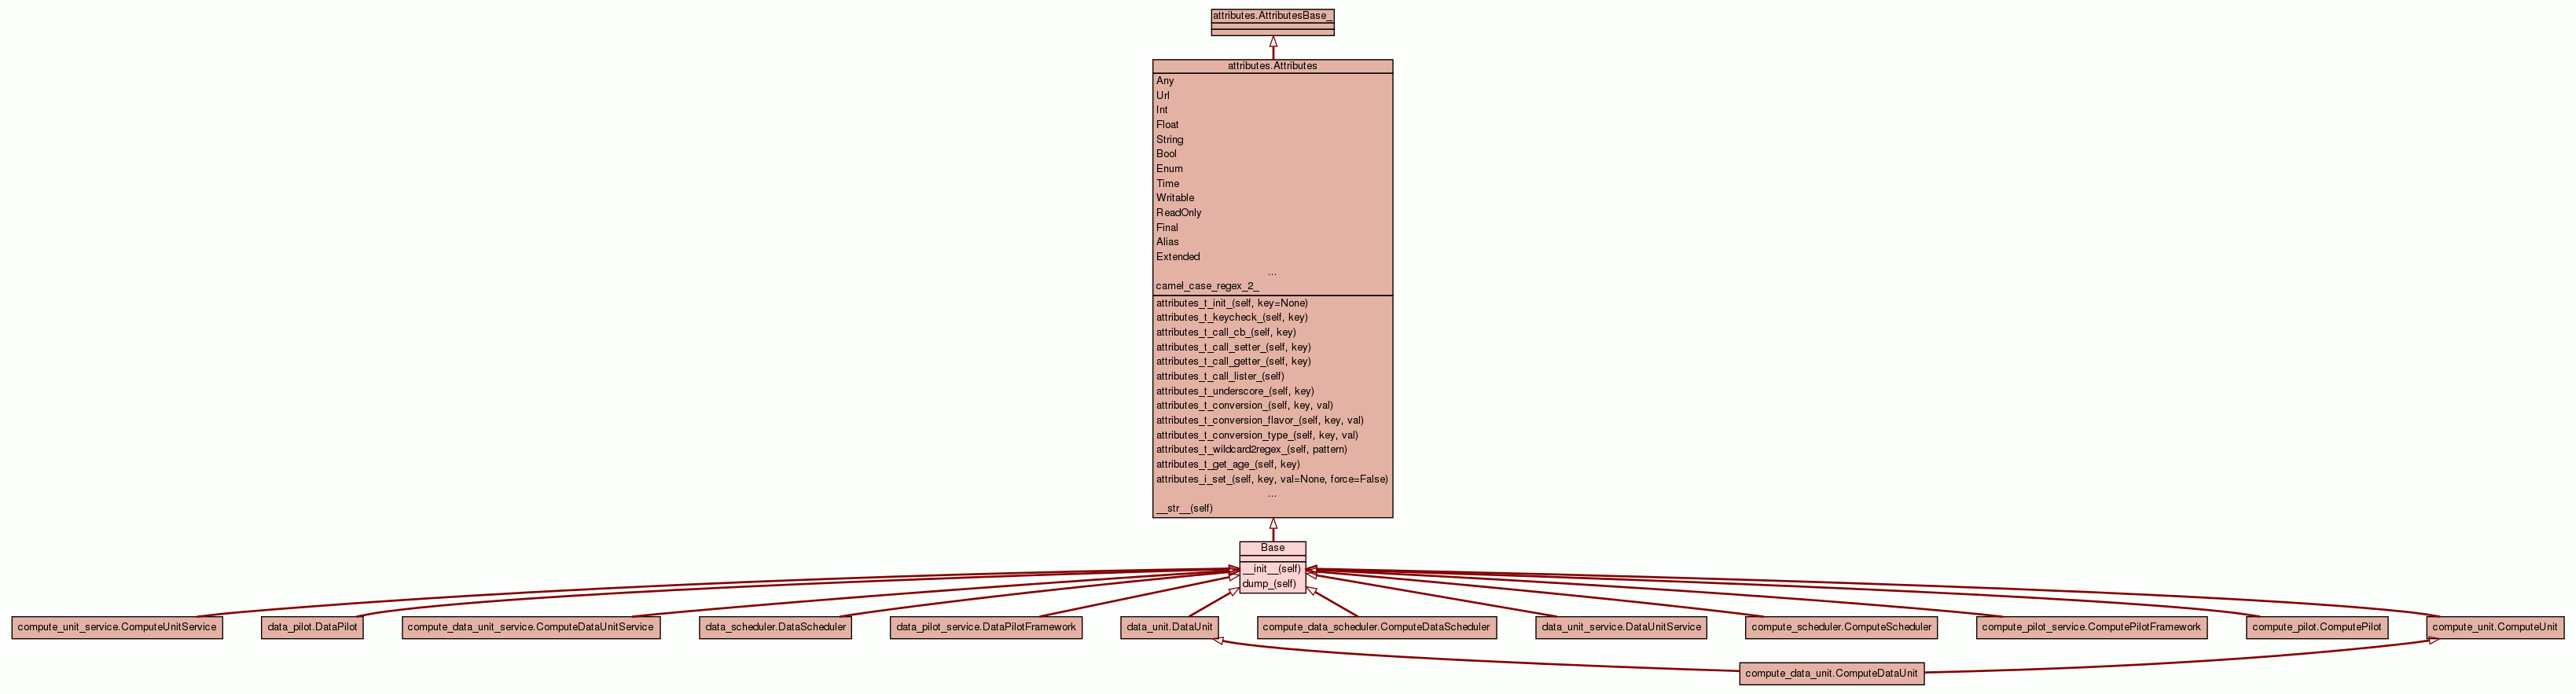 attributes.AttributesBase_
attributes.Attributes
Any
Url
Int
Float
String
Bool
Enum
Time
Writable
ReadOnly
Final
Alias
Extended
...
camel_case_regex_2_
attributes_t_init_(self, key=None)
attributes_t_keycheck_(self, key)
attributes_t_call_cb_(self, key)
attributes_t_call_setter_(self, key)
attributes_t_call_getter_(self, key)
attributes_t_call_lister_(self)
attributes_t_underscore_(self, key)
attributes_t_conversion_(self, key, val)
attributes_t_conversion_flavor_(self, key, val)
attributes_t_conversion_type_(self, key, val)
attributes_t_wildcard2regex_(self, pattern)
attributes_t_get_age_(self, key)
attributes_i_set_(self, key, val=None, force=False)
...
__str__(self)
Base
__init__(self)
dump_(self)
compute_unit_service.ComputeUnitService
data_pilot.DataPilot
compute_data_unit_service.ComputeDataUnitService
data_scheduler.DataScheduler
data_pilot_service.DataPilotFramework
data_unit.DataUnit
compute_data_scheduler.ComputeDataScheduler
data_unit_service.DataUnitService
compute_scheduler.ComputeScheduler
compute_pilot_service.ComputePilotFramework
compute_pilot.ComputePilot
compute_unit.ComputeUnit
compute_data_unit.ComputeDataUnit